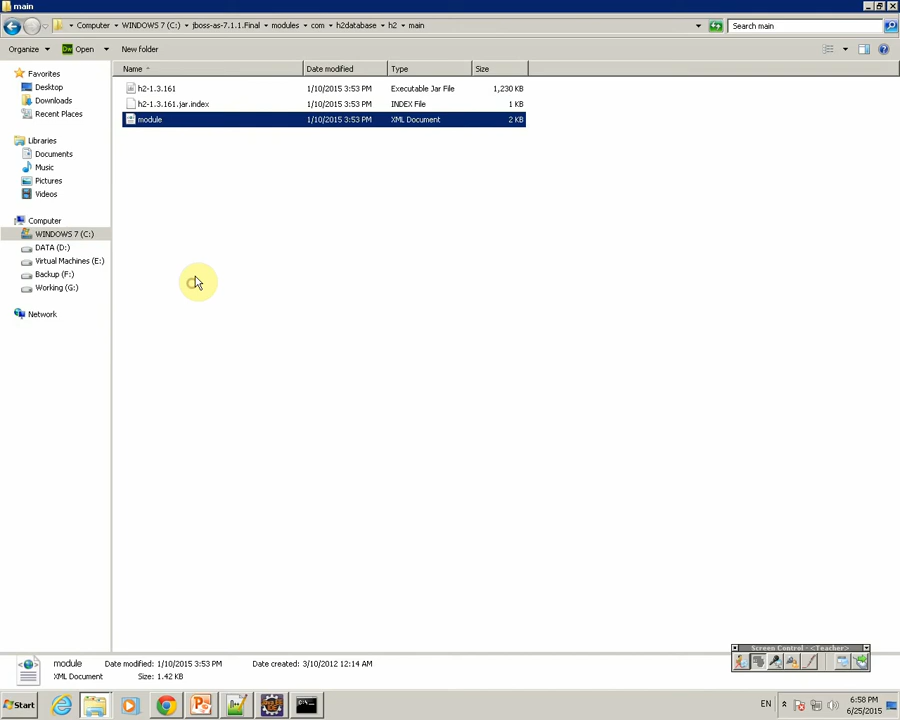 main
Computer ▸ WINDOWS 7 (C:) ▸ jboss-as-7.1.1.Final ▸ modules ▸ com ▸ h2database ▸ h2 ▸ main
Search main
Organize Open New folder
Name Date modified Type Size
h2-1.3.161 1/10/2015 3:53 PM Executable Jar File 1,230 KB
h2-1.3.161.jar.index 1/10/2015 3:53 PM INDEX File 1 KB
module 1/10/2015 3:53 PM XML Document 2 KB
Favorites
Desktop
Downloads
Recent Places
Libraries
Documents
Music
Pictures
Videos
Computer
WINDOWS 7 (C:)
DATA (D:)
Virtual Machines (E:)
Backup (F:)
Working (G:)
Network
module Date modified: 1/10/2015 3:53 PM Date created: 3/10/2012 12:14 AM
XML Document Size: 1.42 KB
Screen Control - <Teacher>
Start
EN
6:58 PM
6/25/2015